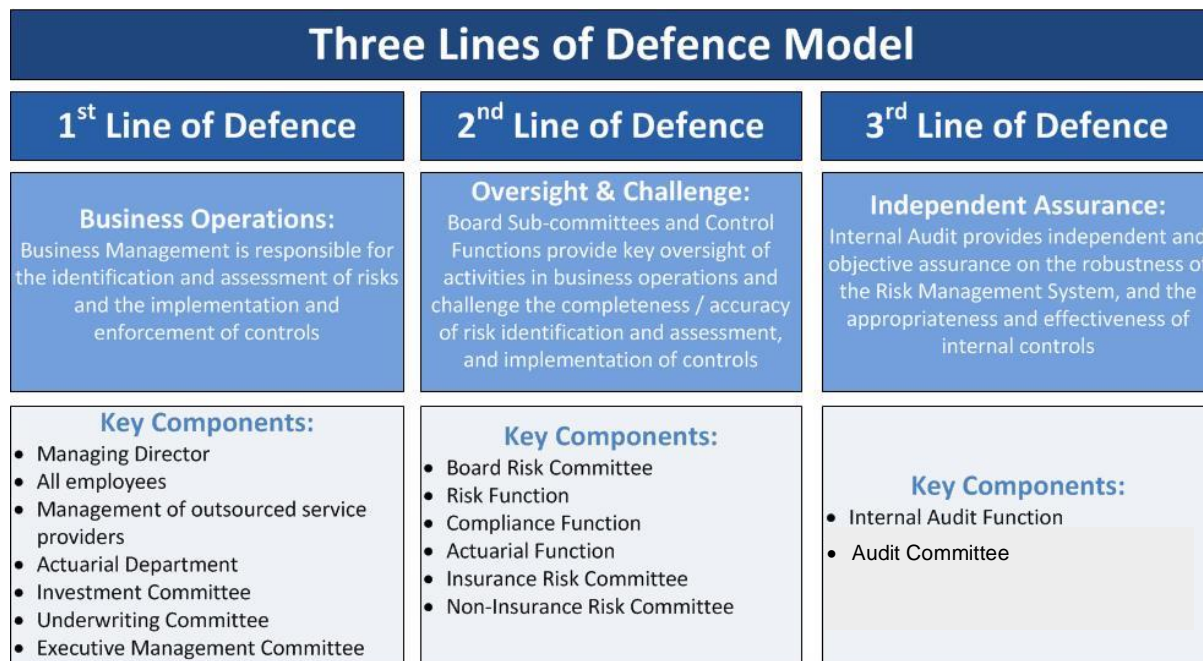 Three Lines of Defence Model
1st Line of Defence
Business Operations:
Business Management is responsible for
the identification and assessment of risks
and the implementation and
enforcement of controls
Key Components:
• Managing Director
• All employees
• Management of outsourced service
providers
• Actuarial Department
• Investment Committee
• Underwriting Committee
• Executive Management Committee
2nd Line of Defence
Oversight & Challenge:
Board Sub-committees and Control
Functions provide key oversight of
activities in business operations and
challenge the completeness / accuracy
of risk identification and assessment,
and implementation of controls
Key Components:
• Board Risk Committee
• Risk Function
• Compliance Function
• Actuarial Function
• Insurance Risk Committee
• Non-Insurance Risk Committee
3rd Line of Defence
Independent Assurance:
Internal Audit provides independent and
objective assurance on the robustness of
the Risk Management System, and the
appropriateness and effectiveness of
internal controls
Key Components:
• Internal Audit Function
• Audit Committee